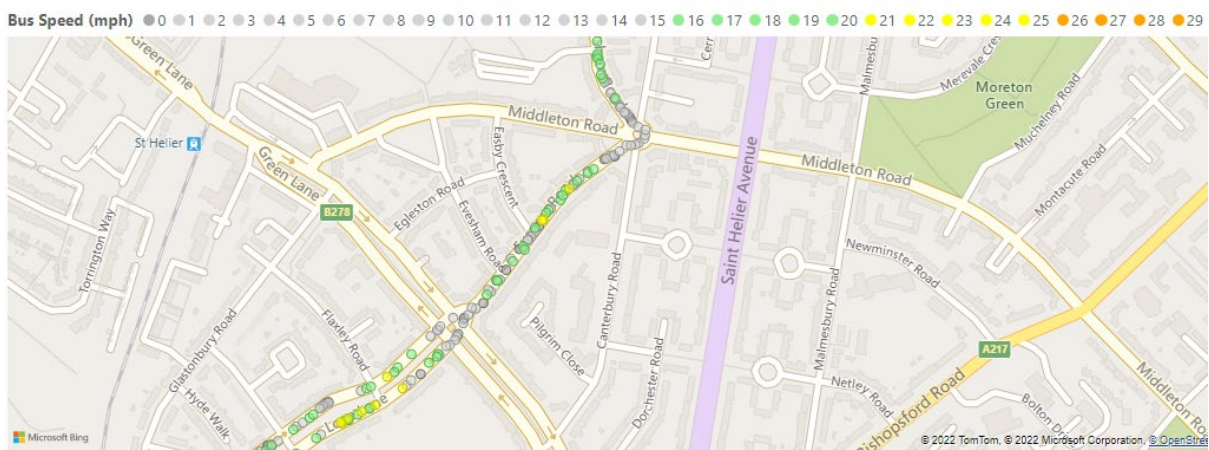 Bus Speed (mph) 0 1 2 3 4 5 6 7 8 9 10 11 12 13 14 15 16 17 18 19 20 21 22 23 24 25 26 27 28 29
Green Lane
Cerr
Malmesbu
Merevale Cres
Moreton
Green
Muchelney Road
Middleton Road
St Helier
Easby Crescent
Middleton Road
Montacute Road
Green Lane
Saint Helier Avenue
B278
Egleston Road
Evesham Road
Torrington Way
Newminster Road
Canterbury Road
Malmesbury Road
Glastonbury Road
Flaxley Road
Pilgrim Close
A217
Dorchester Road
Hyde Walk
Netley Road
Bishopsford Road
Middleton Road
Bolton Dri
Microsoft Bing
© 2022 TomTom, © 2022 Microsoft Corporation, © OpenStree